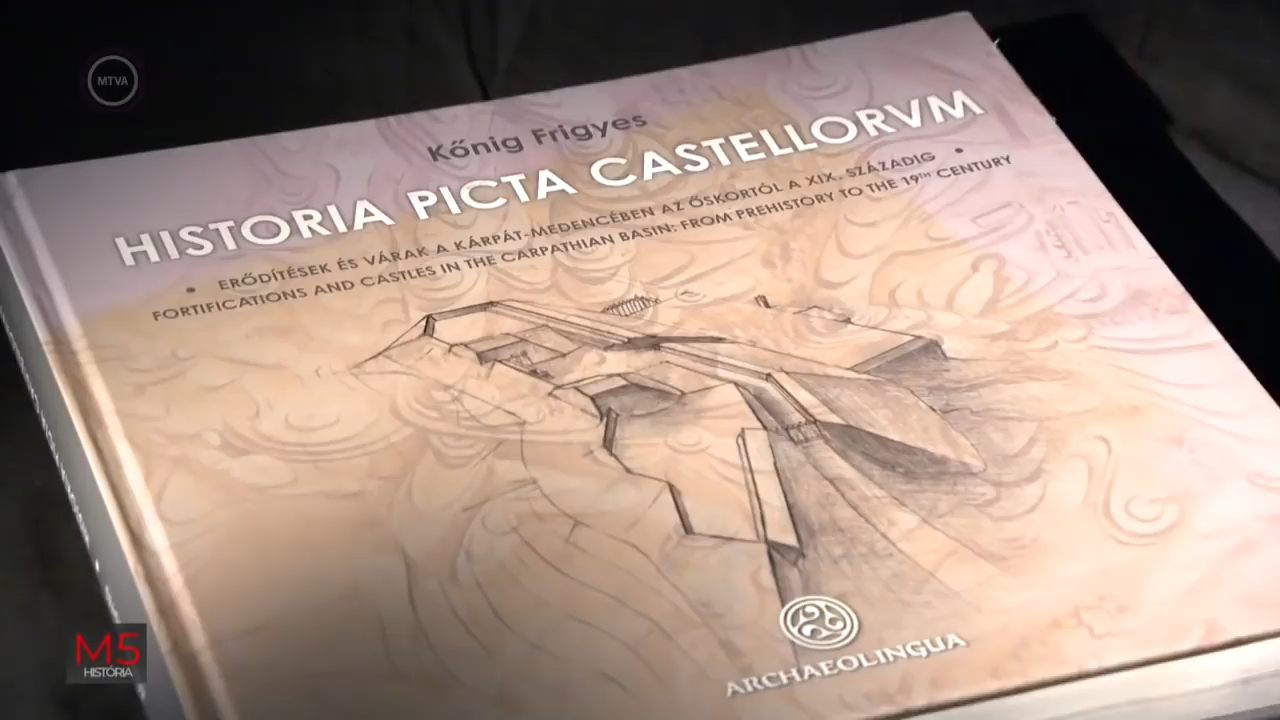 MTVA
Kőnig Frigyes
HISTORIA PICTA CASTELLORVM
• ERŐDÍTÉSEK ÉS VÁRAK A KÁRPÁT-MEDENCÉBEN AZ ŐSKORTÓL A XIX. SZÁZADIG •
FORTIFICATIONS AND CASTLES IN THE CARPATHIAN BASIN: FROM PREHISTORY TO THE 19TH CENTURY
ARCHAEOLINGUA
M5
HISTÓRIA